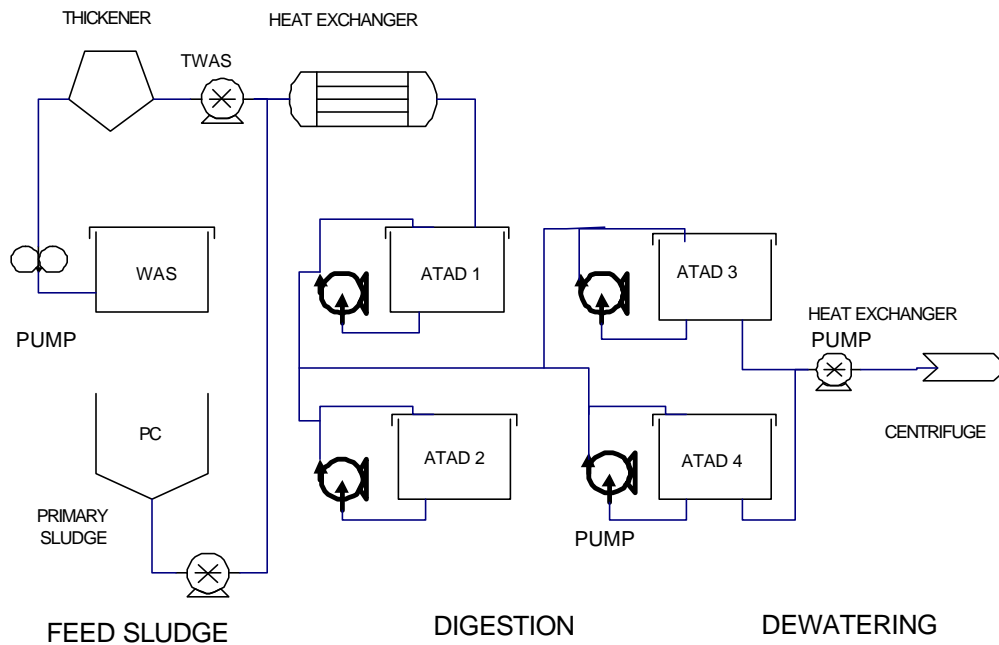 THICKENER
HEAT EXCHANGER
TWAS
WAS
ATAD 1
ATAD 3
PUMP
HEAT EXCHANGER
PUMP
PC
ATAD 2
ATAD 4
CENTRIFUGE
PRIMARY
SLUDGE
PUMP
FEED SLUDGE
DIGESTION
DEWATERING